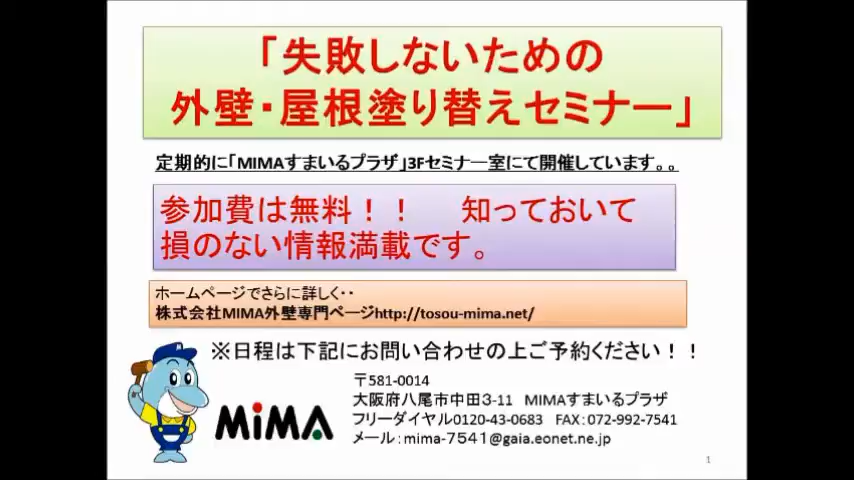 「失敗しないための
外壁・屋根塗り替えセミナー」
定期的に「MIMAすまいるプラザ」3Fセミナー室にて開催しています。。
参加費は無料！！　知っておいて
損のない情報満載です。
ホームページでさらに詳しく・・
株式会社MIMA外壁専門ページhttp://tosou-mima.net/
※日程は下記にお問い合わせの上ご予約ください！！
〒581-0014
大阪府八尾市中田３-11　MIMAすまいるプラザ
フリーダイヤル0120-43-0683　FAX：072-992-7541
メール：mima-7541@gaia.eonet.ne.jp
MiMA
1